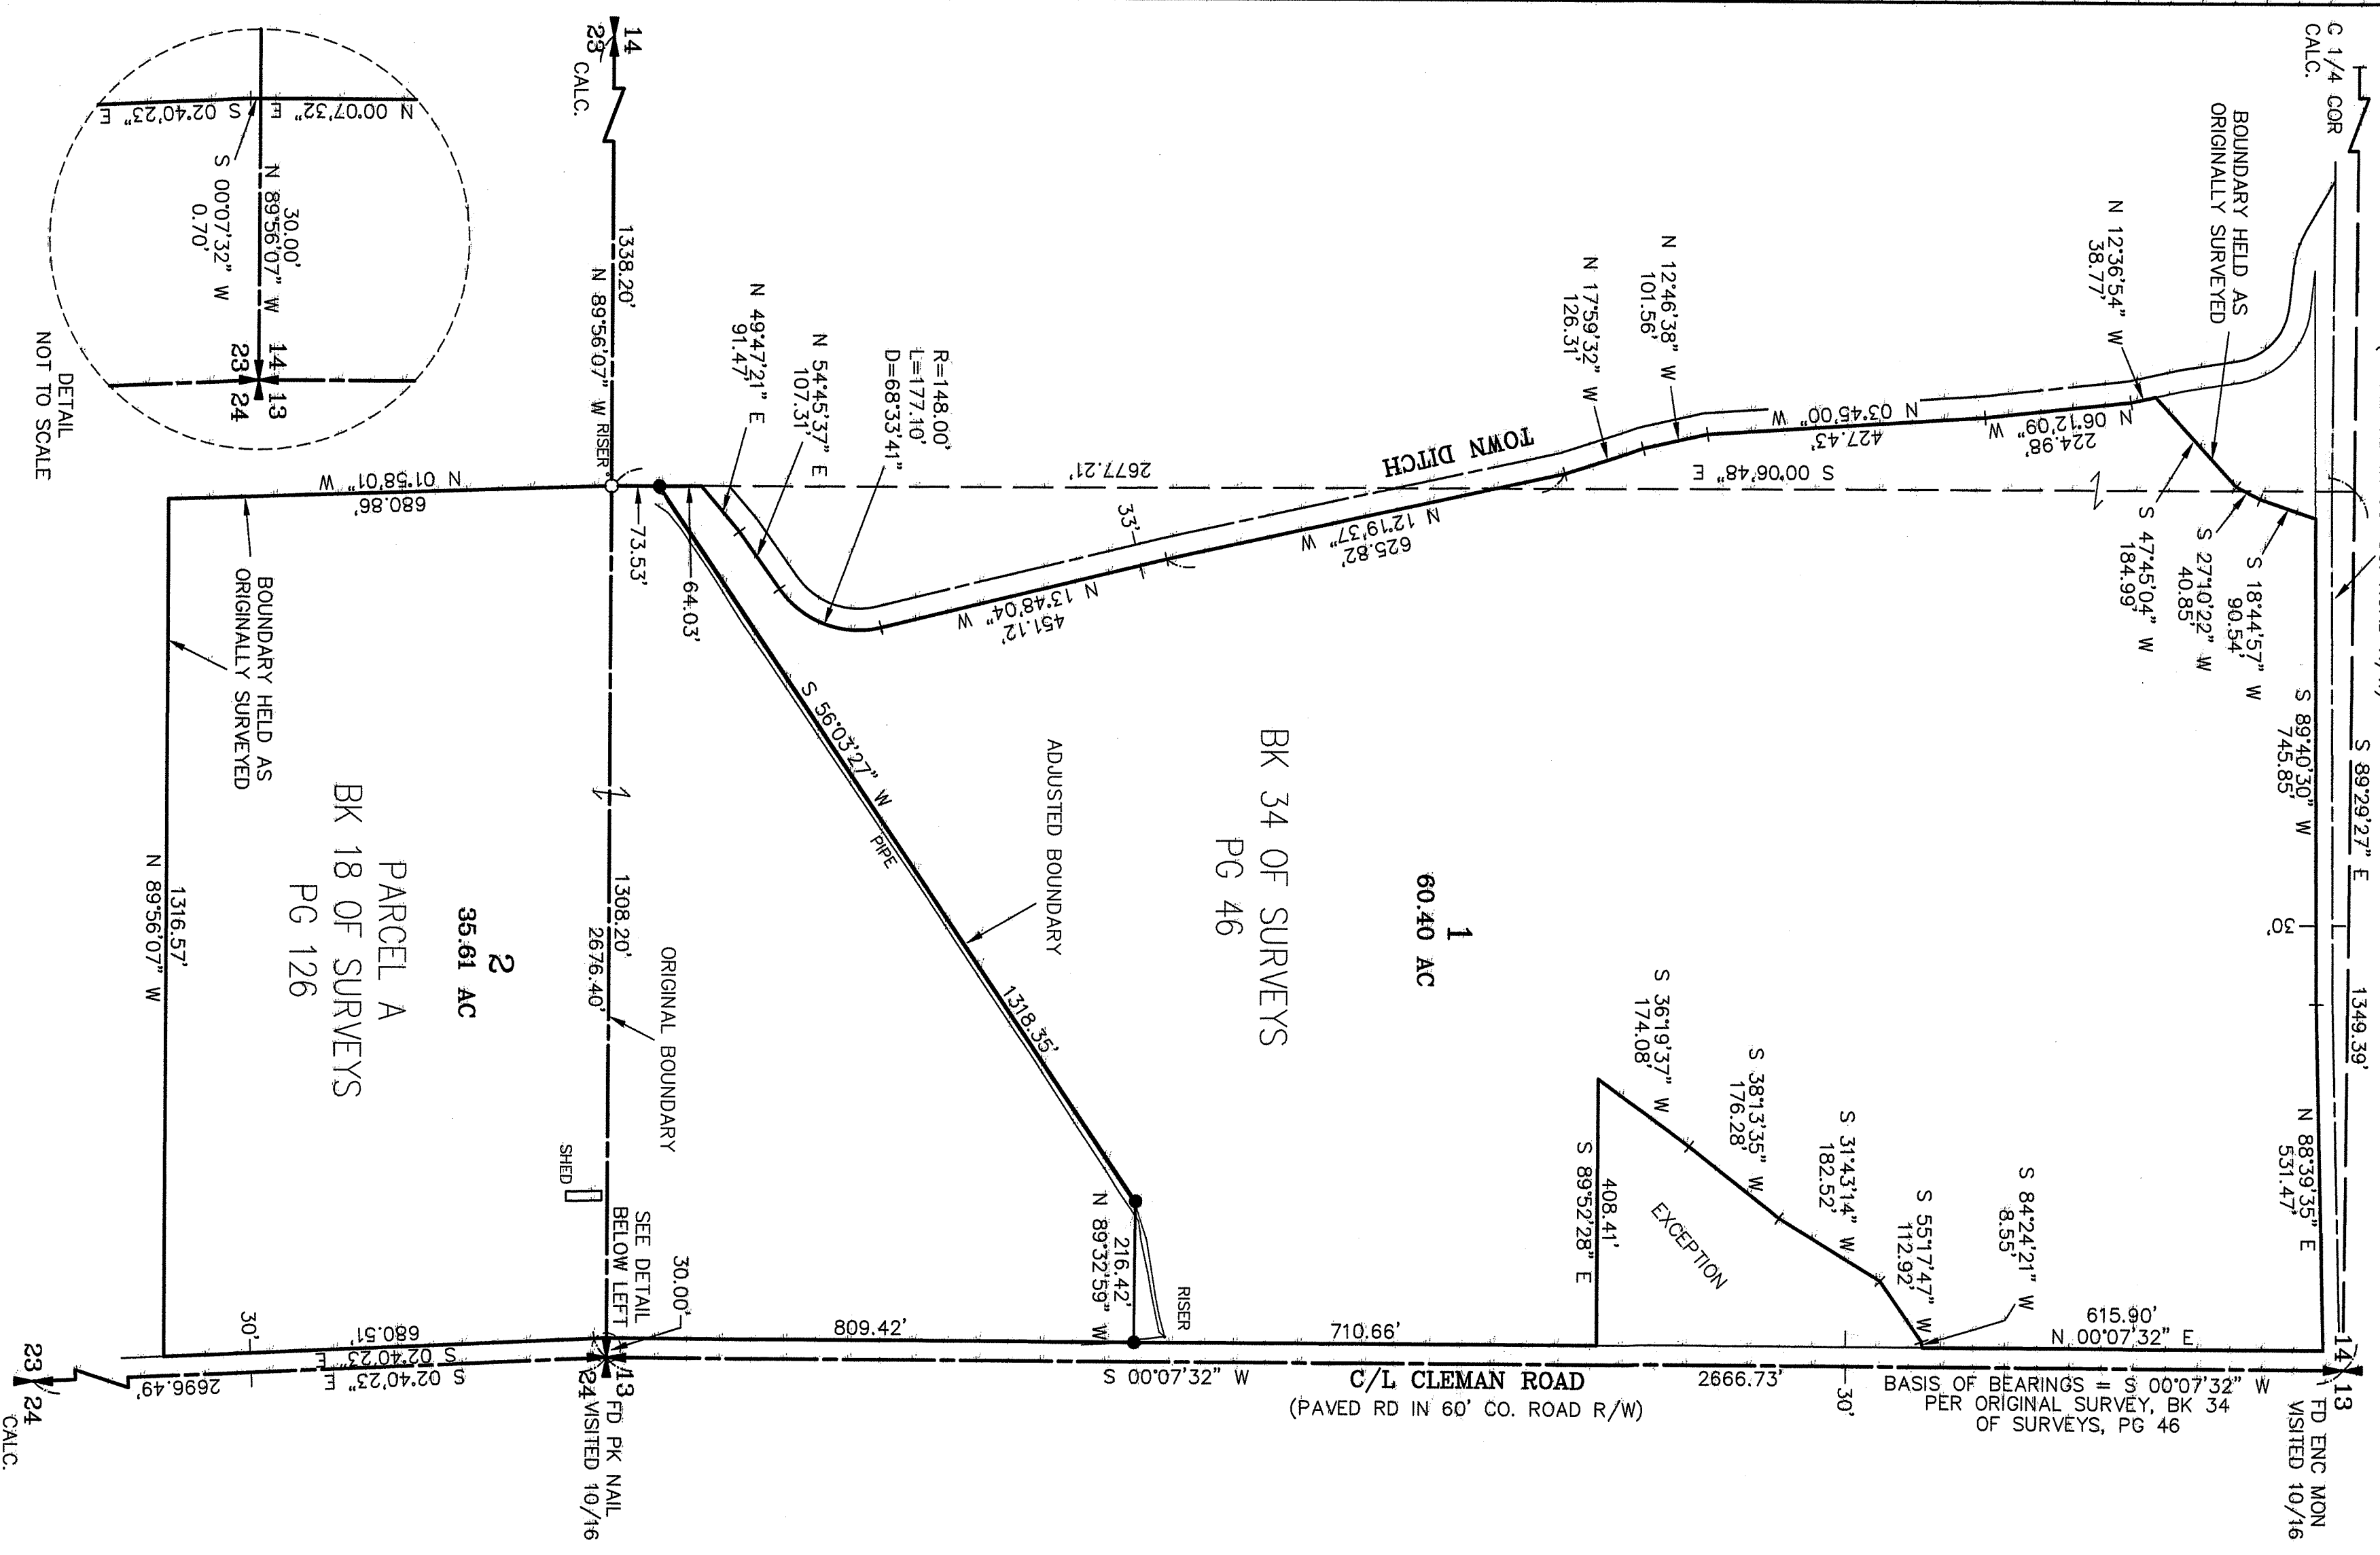 C 1/4 COR
CALC.
BOUNDARY HELD AS
ORIGINALLY SURVEYED
N 12°36'54" W
38.77'
S 47°45'04" W
184.99'
S 27°10'22" W
40.85'
S 18°44'57" W
90.54'
S 89°40'30" W
745.85'
S 89°29'27" E
1349.39'
30'
N 88°39'35" E
531.47'
14
13
FD ENC MON
VISITED 10/16
N 06°12'09" W
224.98'
N 03°45'00" W
427.43'
S 00°06'48" E
2677.21'
N 12°46'38" W
101.56'
N 17°59'32" W
126.31'
TOWN DITCH
33'
N 12°19'37" W
625.82'
N 13°48'04" W
451.12'
R=148.00'
L=177.10'
D=68°33'41"
N 54°45'37" E
107.31'
N 49°47'21" E
91.47'
64.03'
73.53'
S 84°24'21" W
8.55'
S 55°17'47" W
112.92'
S 31°43'14" W
182.52'
S 38°13'35" W
176.28'
S 36°19'37" W
174.08'
EXCEPTION
408.41'
S 89°52'28" E
615.90'
N 00°07'32" E
BASIS OF BEARINGS = S 00°07'32" W
PER ORIGINAL SURVEY, BK 34
OF SURVEYS, PG 46
30'
2666.73'
C/L CLEMAN ROAD
(PAVED RD IN 60' CO. ROAD R/W)
S 00°07'32" W
710.66'
809.42'
1
60.40 AC
BK 34 OF SURVEYS
PG 46
ADJUSTED BOUNDARY
S 56°03'27" W
1318.35'
PIPE
RISER
216.42'
N 89°32'59" W
14
23
CALC.
1338.20'
N 89°56'07" W
RISER
1308.20'
2676.40'
ORIGINAL BOUNDARY
SEE DETAIL
BELOW LEFT
30.00'
SHED
13
24
FD PK NAIL
VISITED 10/16
2
35.61 AC
PARCEL A
BK 18 OF SURVEYS
PG 126
N 01°58'01" W
680.86'
BOUNDARY HELD AS
ORIGINALLY SURVEYED
1316.57'
N 89°56'07" W
680.51'
S 02°40'23" E
30'
S 02°40'23" E
2696.49'
23
24
CALC.
N 00°07'32" E
S 02°40'23" E
30.00'
N 89°56'07" W
S 00°07'32" W
0.70'
14
13
23
24
DETAIL
NOT TO SCALE